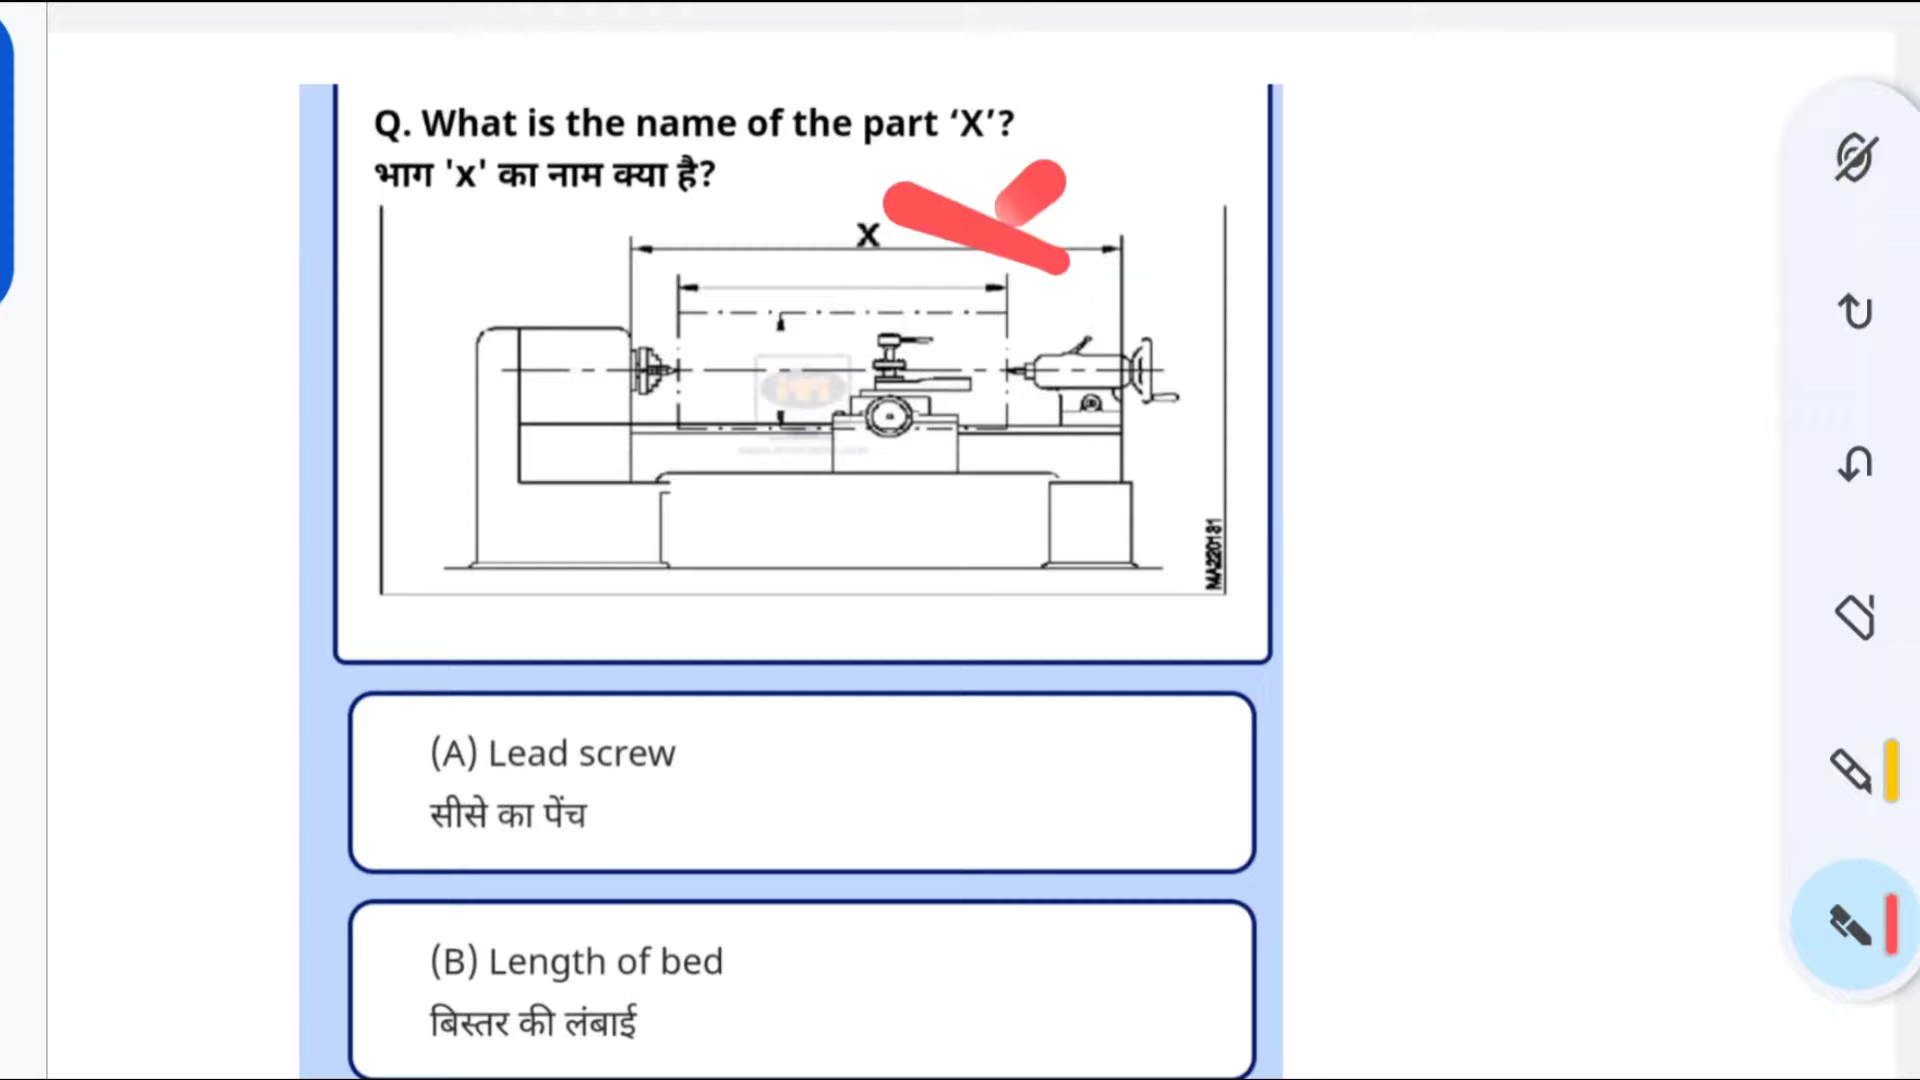 Q. What is the name of the part ‘X’?
भाग 'x' का नाम क्या है?
X
MA220181
(A) Lead screw
सीसे का पेंच
(B) Length of bed
बिस्तर की लंबाई